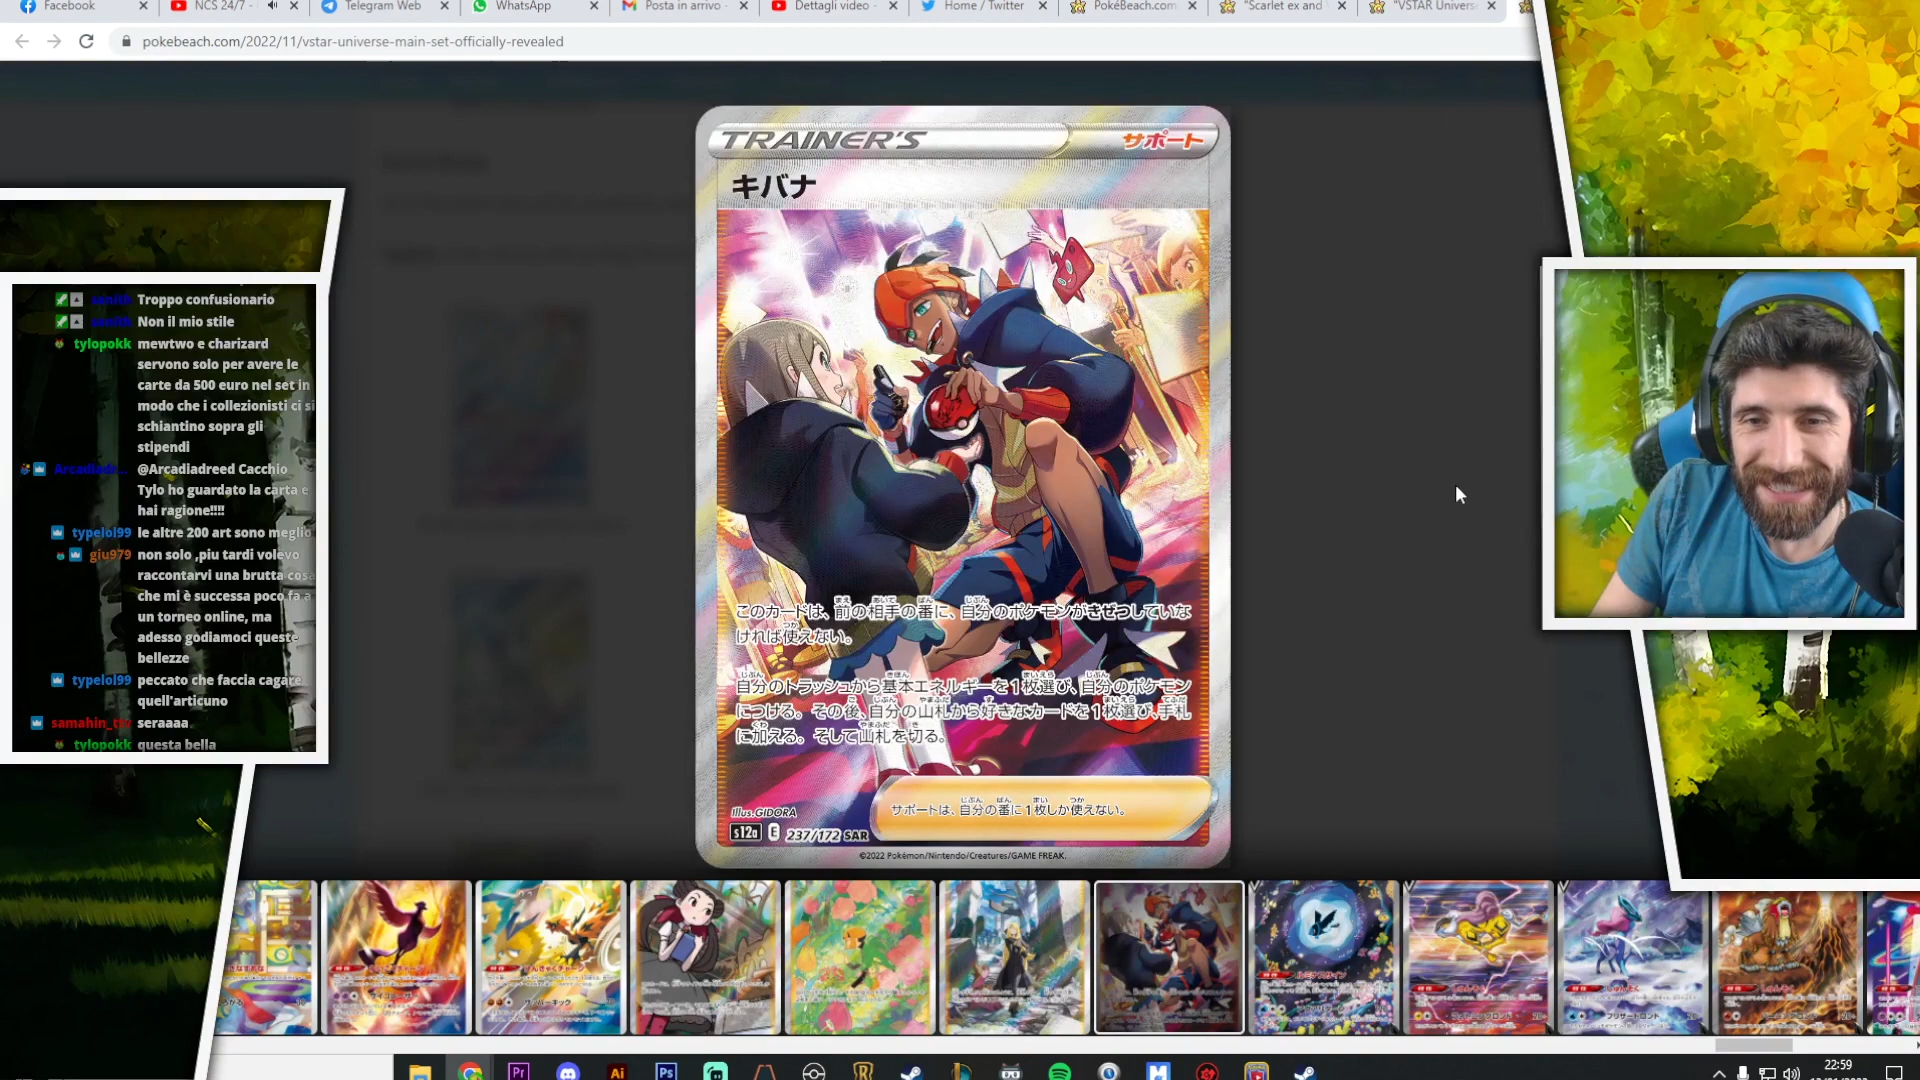 Facebook
NCS 24/7 -
Telegram Web
WhatsApp
Posta in arrivo -
Dettagli video -
Home / Twitter
PokéBeach.com
"Scarlet ex and
"VSTAR Universe
pokebeach.com/2022/11/vstar-universe-main-set-officially-revealed
TRAINER'S
サポート
キバナ
このカードは、前の相手の番に、自分のポケモンがきぜつしていな
ければ使えない。
自分のトラッシュから基本エネルギーを1枚選び、自分のポケモン
につける。その後、自分の山札から好きなカードを1枚選び、手札
に加える。そして山札を切る。
サポートは、自分の番に1枚しか使えない。
Illus.GIDORA
s12a E 237/172 SAR
©2022 Pokémon/Nintendo/Creatures/GAME FREAK.
Troppo confusionario
Non il mio stile
tylopokk mewtwo e charizard
servono solo per avere le
carte da 500 euro nel set in
modo che i collezionisti ci si
schiantino sopra gli
stipendi
@Arcadiadreed Cacchio
Tylo ho guardato la carta e
hai ragione!!!!
typelol99 le altre 200 art sono meglio
giu979 non solo ,piu tardi volevo
raccontarvi una brutta cosa
che mi è successa poco fa a
un torneo online, ma
adesso godiamoci queste
bellezze
typelol99 peccato che faccia cagare
quell'articuno
seraaaa
tylopokk questa bella
Pr
Ai
Ps
22:59